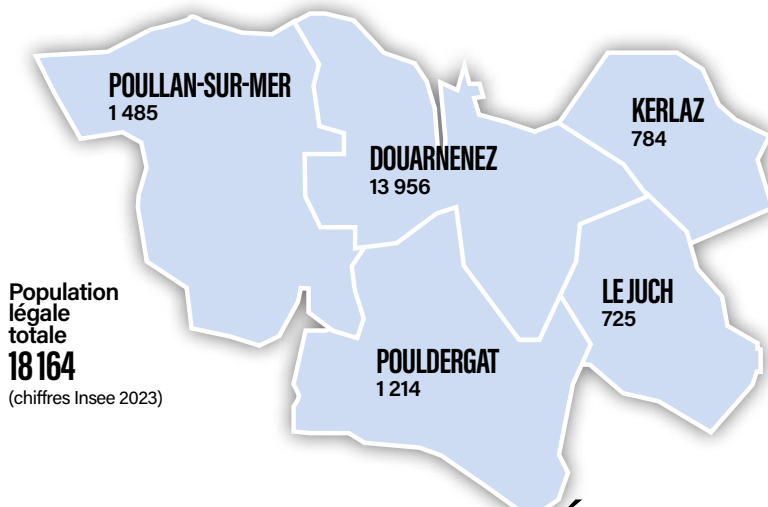 POULLAN-SUR-MER
1 485
KERLAZ
784
DOUARNENEZ
13 956
Population
légale
totale
18 164
(chiffres Insee 2023)
LE JUCH
725
POULDERGAT
1 214